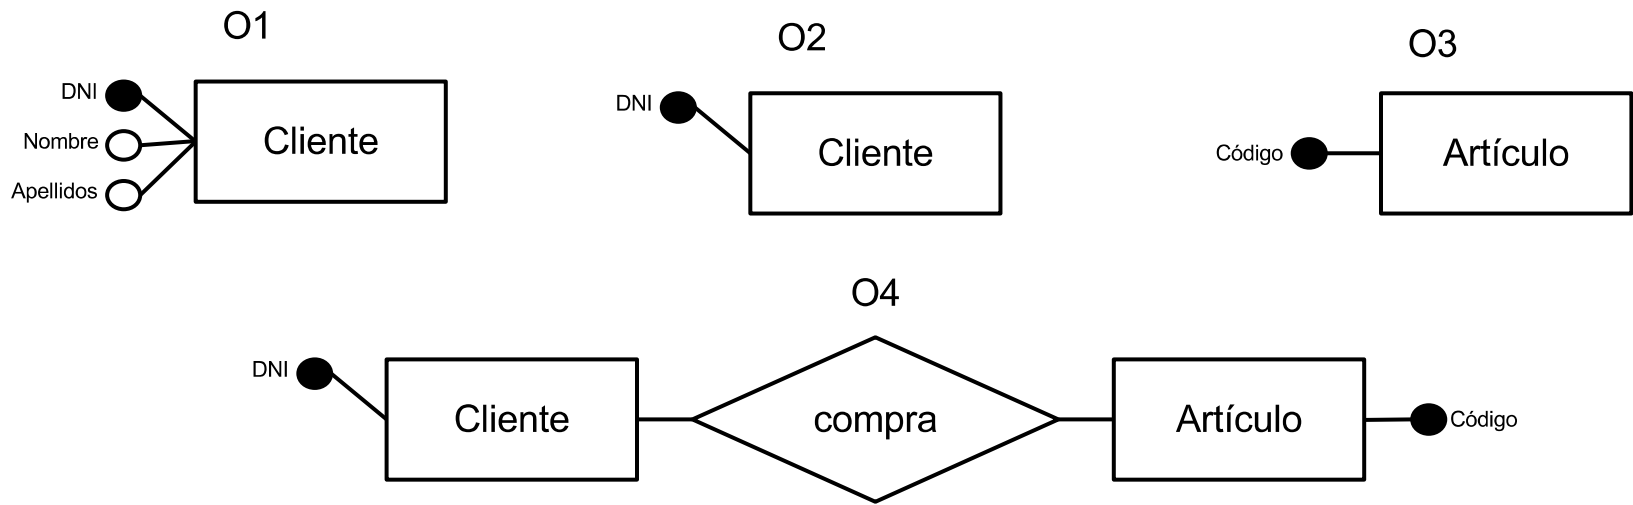 O1
DNI
Nombre
Apellidos
Cliente
O2
DNI
Cliente
O3
Código
Artículo
O4
DNI
Cliente
compra
Artículo
Código